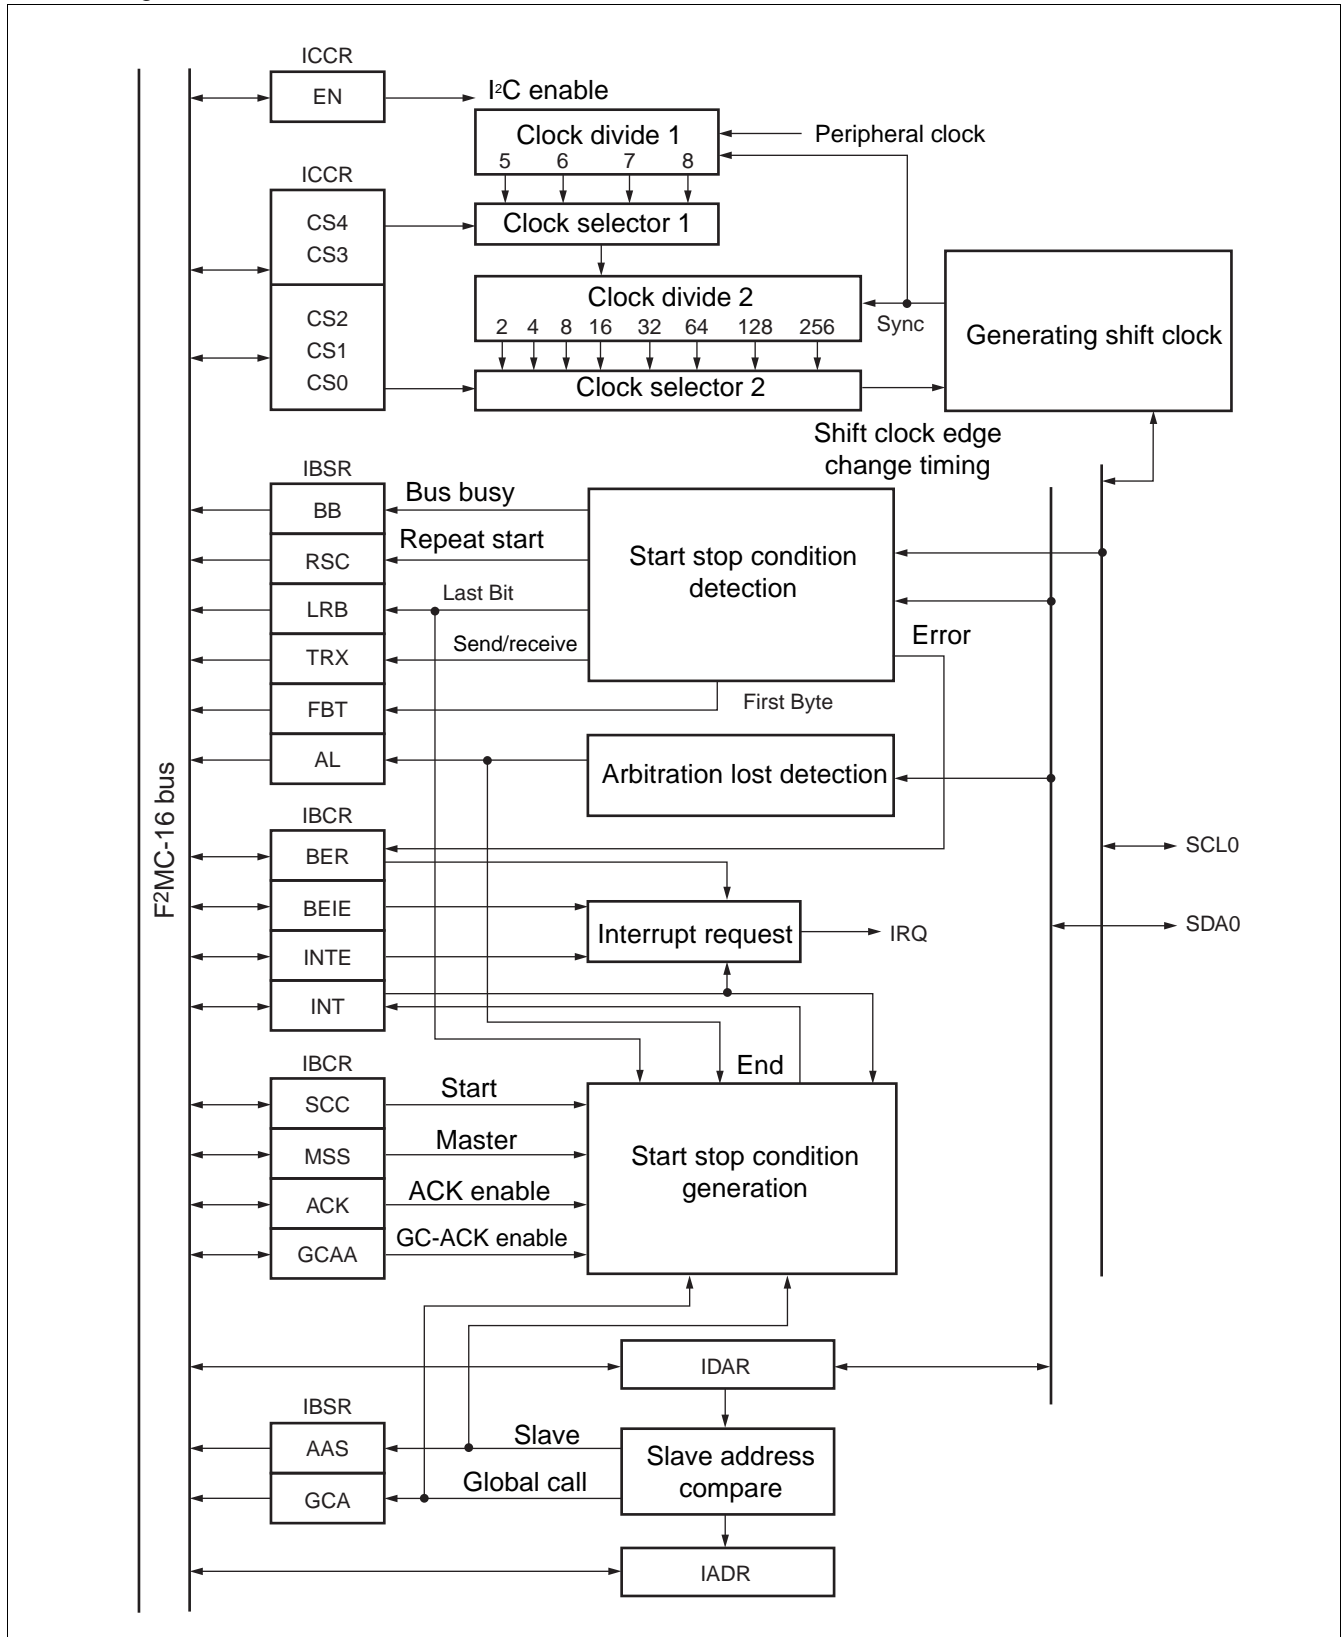 ICCR
EN
I²C enable
Clock divide 1
5 6 7 8
Peripheral clock
ICCR
CS4
CS3
Clock selector 1
CS2
CS1
CS0
Clock divide 2
2 4 8 16 32 64 128 256
Sync
Clock selector 2
Generating shift clock
Shift clock edge
change timing
IBSR
BB
Bus busy
RSC
Repeat start
LRB
Last Bit
TRX
Send/receive
FBT
First Byte
AL
Start stop condition
detection
Error
Arbitration lost detection
F²MC-16 bus
IBCR
BER
BEIE
INTE
INT
Interrupt request
IRQ
SCL0
SDA0
End
IBCR
SCC
Start
MSS
Master
ACK
ACK enable
GCAA
GC-ACK enable
Start stop condition
generation
IDAR
IBSR
AAS
Slave
GCA
Global call
Slave address
compare
IADR